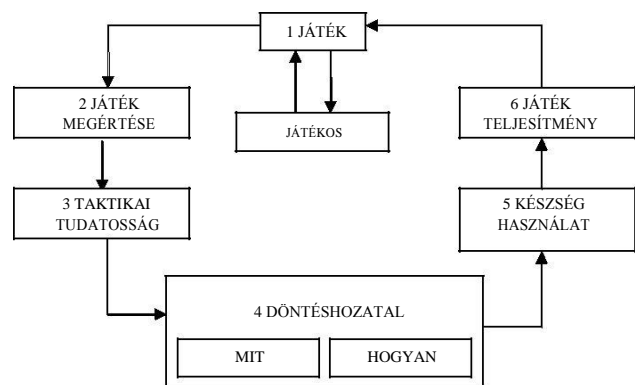 1 JÁTÉK
2 JÁTÉK
MEGÉRTÉSE
JÁTÉKOS
6 JÁTÉK
TELJESÍTMÉNY
3 TAKTIKAI
TUDATOSSÁG
5 KÉSZSÉG
HASZNÁLAT
4 DÖNTÉSHOZATAL
MIT
HOGYAN